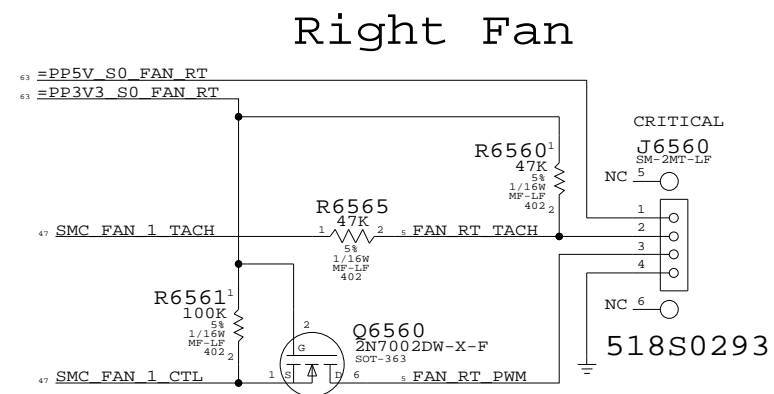 Right Fan
63 =PP5V_S0_FAN_RT
63 =PP3V3_S0_FAN_RT
CRITICAL
J6560
SM-2MT-LF
NC 5
R6560 1
47K
5%
1/16W
MF-LF
402 2
1
2
3
4
R6565
47K
47 SMC_FAN_1_TACH 1 2 5 FAN_RT_TACH
5%
1/16W
MF-LF
402
R6561 1
100K
5%
1/16W
MF-LF
402 2
NC 6
518S0293
2
Q6560
2N7002DW-X-F
SOT-363
G
47 SMC_FAN_1_CTL 1 S D 6 5 FAN_RT_PWM